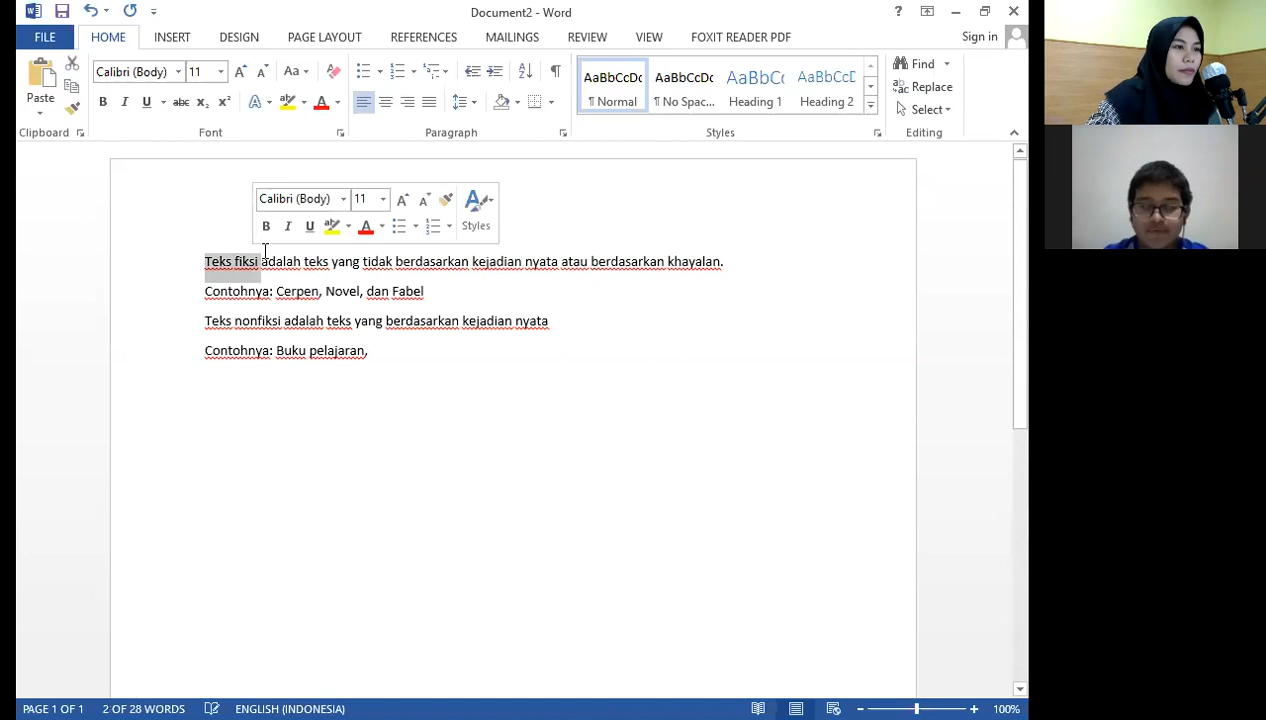 Document2 - Word
FILE HOME INSERT DESIGN PAGE LAYOUT REFERENCES MAILINGS REVIEW VIEW FOXIT READER PDF Sign in
Paste
Calibri (Body) 11
AaBbCcDc AaBbCcDc AaBbC AaBbCcD
¶ Normal ¶ No Spac... Heading 1 Heading 2
Find
Replace
Select
Clipboard Font Paragraph Styles Editing
Calibri (Body) 11
Styles
Teks fiksi adalah teks yang tidak berdasarkan kejadian nyata atau berdasarkan khayalan.
Contohnya: Cerpen, Novel, dan Fabel
Teks nonfiksi adalah teks yang berdasarkan kejadian nyata
Contohnya: Buku pelajaran,
PAGE 1 OF 1 2 OF 28 WORDS ENGLISH (INDONESIA) 100%